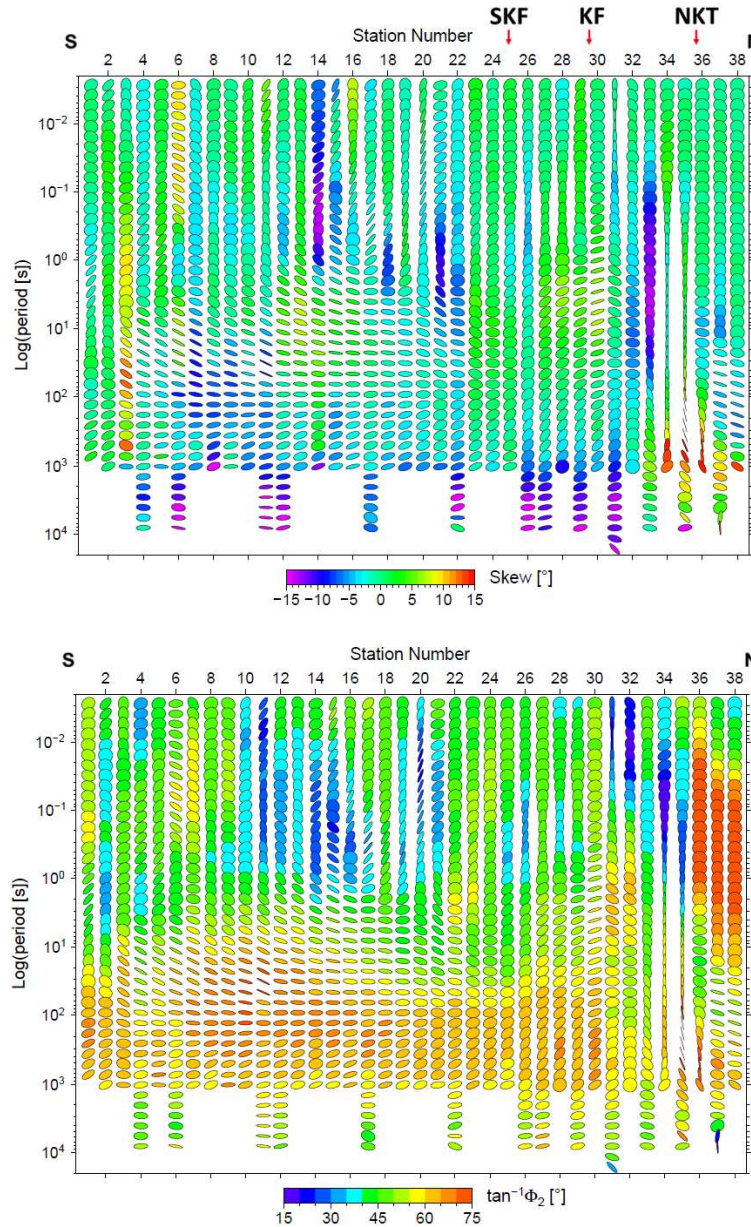 SKF KF NKT
S Station Number
2 4 6 8 10 12 14 16 18 20 22 24 26 28 30 32 34 36 38
10⁻²
10⁻¹
10⁰
10¹
10²
10³
10⁴
Log(period [s])
−15 −10 −5 0 5 10 15
Skew [°]
S Station Number
2 4 6 8 10 12 14 16 18 20 22 24 26 28 30 32 34 36 38
10⁻²
10⁻¹
10⁰
10¹
10²
10³
10⁴
Log(period [s])
15 30 45 60 75
tan⁻¹Φ₂ [°]